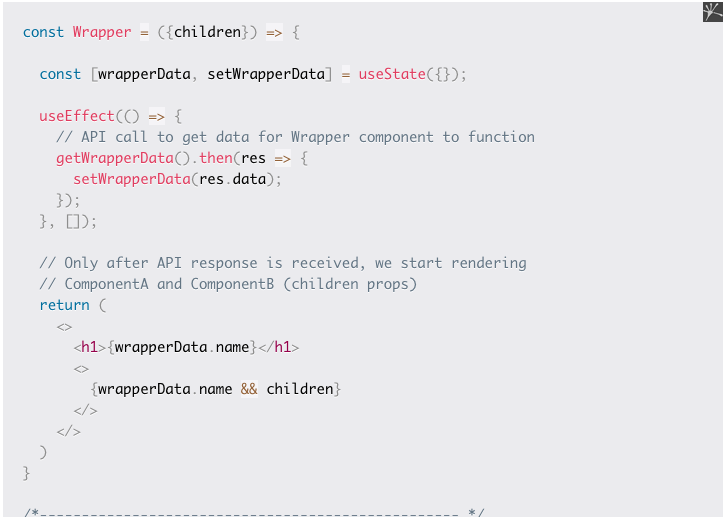 const Wrapper = ({children}) => {
const [wrapperData, setWrapperData] = useState({});
useEffect(() => {
// API call to get data for Wrapper component to function
getWrapperData().then(res => {
setWrapperData(res.data);
});
}, []);
// Only after API response is received, we start rendering
// ComponentA and ComponentB (children props)
return (
<>
<h1>{wrapperData.name}</h1>
<>
{wrapperData.name && children}
</>
</>
)
}
/*-------------------------------------------------- */